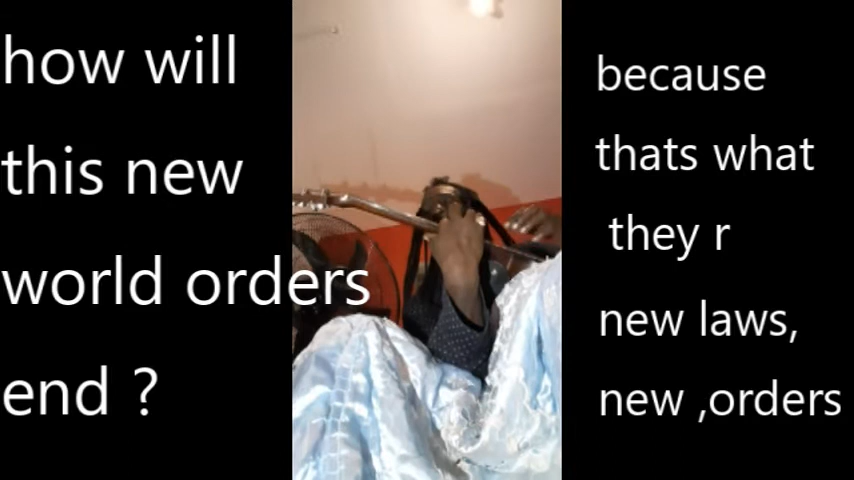 how will
this new
world orders
end ?
because
thats what
they r
new laws,
new ,orders